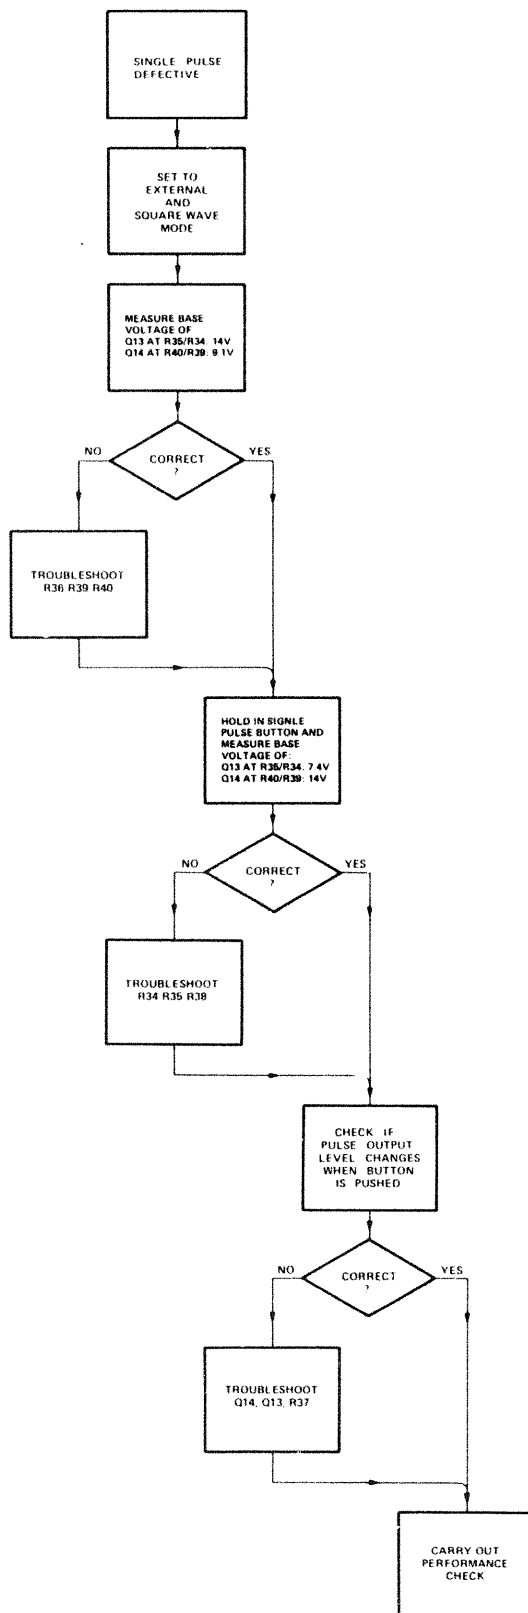 SINGLE PULSE
DEFECTIVE
SET TO
EXTERNAL
AND
SQUARE WAVE
MODE
MEASURE BASE
VOLTAGE OF
Q13 AT R35/R34: 14V
Q14 AT R40/R39: 9.1V
NO
CORRECT
?
YES
TROUBLESHOOT
R36 R39 R40
HOLD IN SIGNLE
PULSE BUTTON AND
MEASURE BASE
VOLTAGE OF:
Q13 AT R35/R34: 7.4V
Q14 AT R40/R39: 14V
NO
CORRECT
?
YES
TROUBLESHOOT
R34 R35 R38
CHECK IF
PULSE OUTPUT
LEVEL CHANGES
WHEN BUTTON
IS PUSHED
NO
CORRECT
?
YES
TROUBLESHOOT
Q14, Q13, R37
CARRY OUT
PERFORMANCE
CHECK